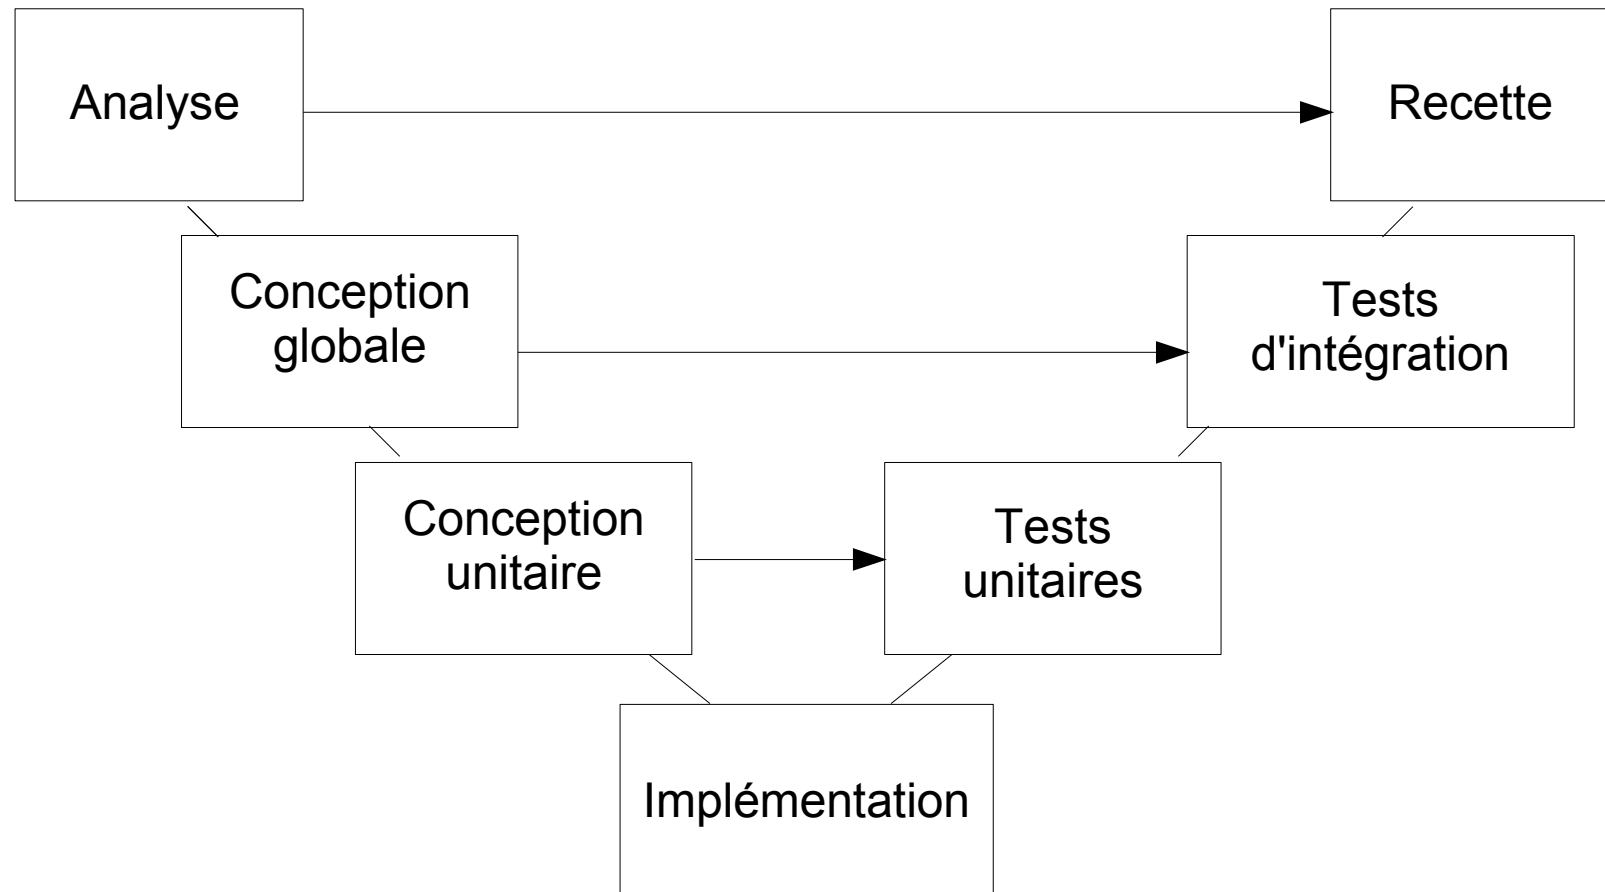 Analyse
Recette
Conception
globale
Tests
d'intégration
Conception
unitaire
Tests
unitaires
Implémentation